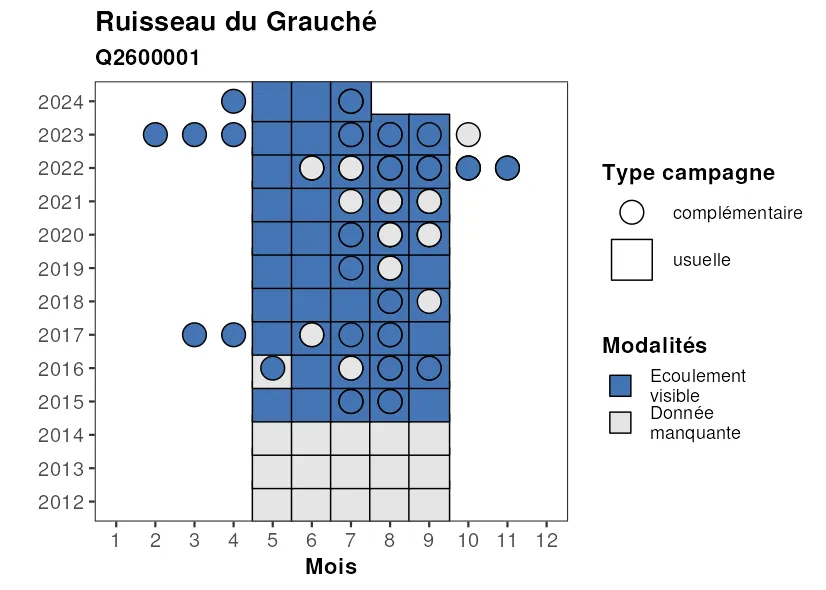 Ruisseau du Grauché
Q2600001
2024
2023
2022
2021
2020
2019
2018
2017
2016
2015
2014
2013
2012
1 2 3 4 5 6 7 8 9 10 11 12
Mois
Type campagne
complémentaire
usuelle
Modalités
Ecoulement
visible
Donnée
manquante